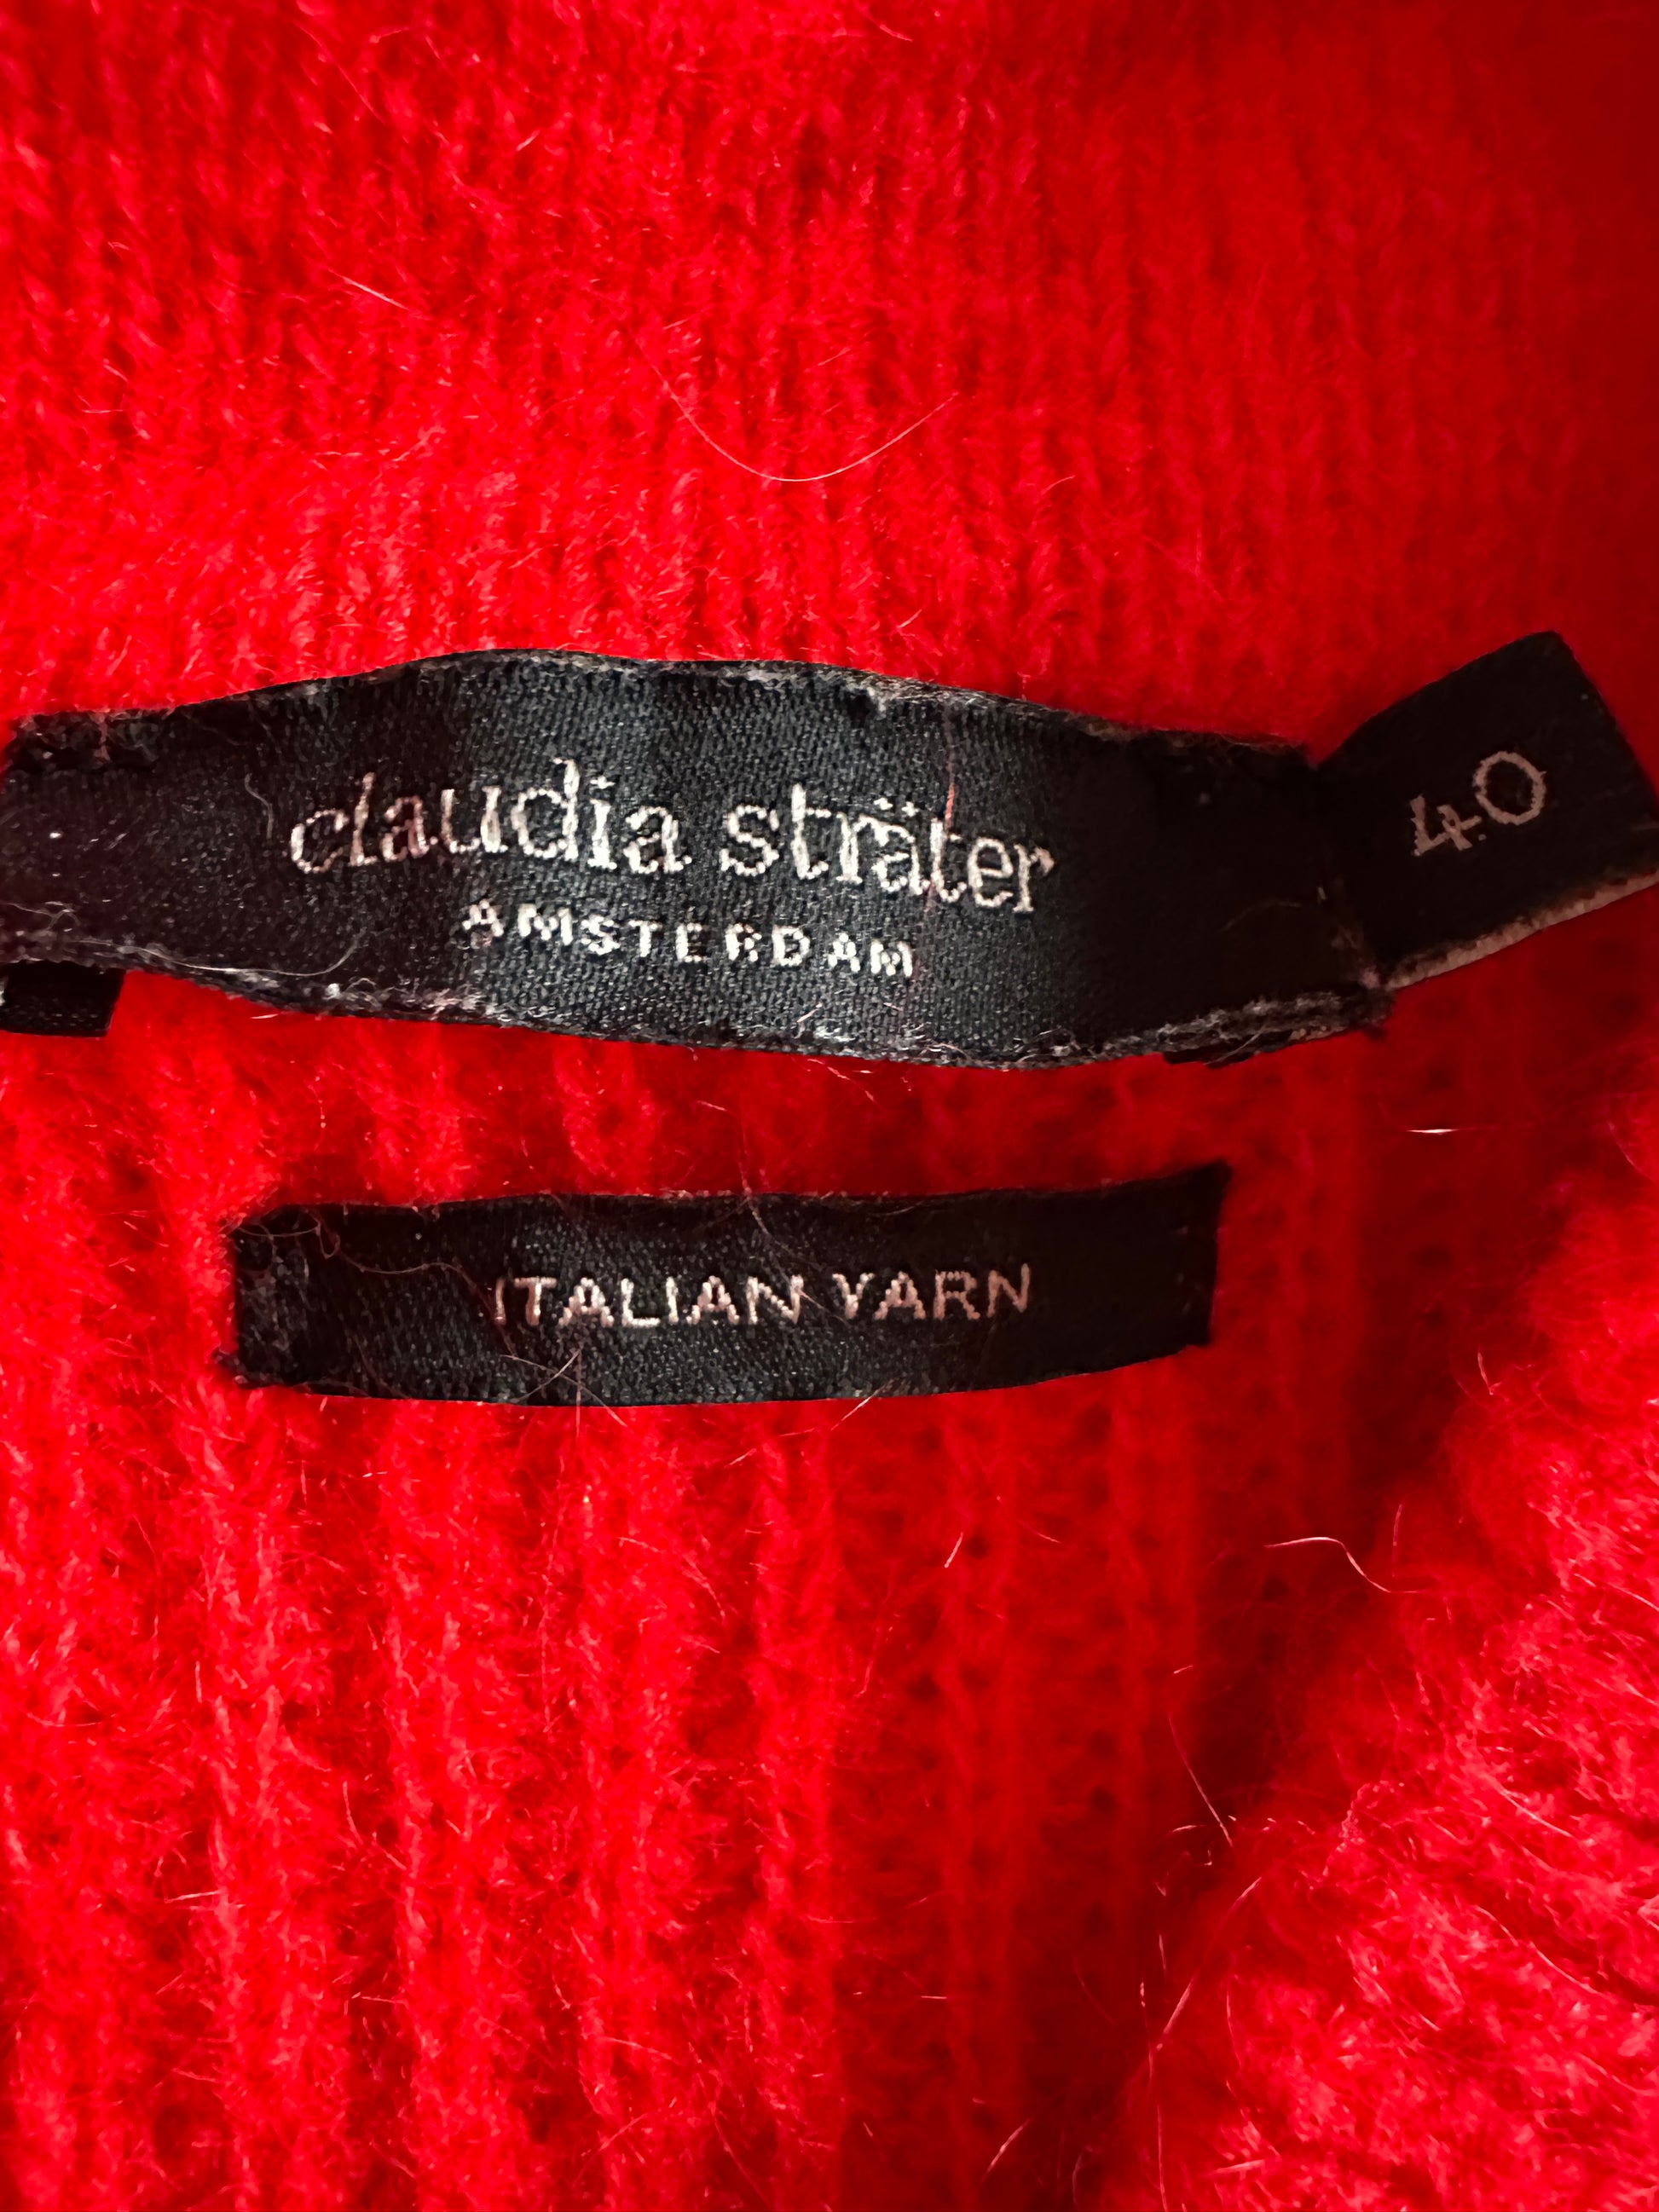 claudia sträter
AMSTERDAM
40
ITALIAN YARN